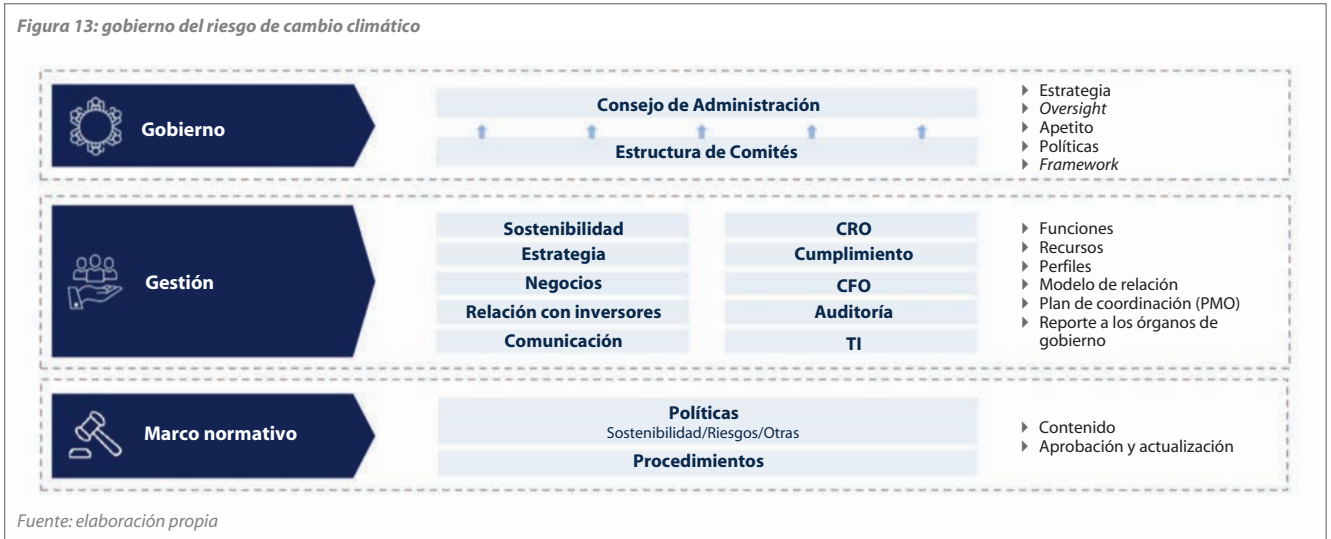 Figura 13: gobierno del riesgo de cambio climático
Gobierno
Consejo de Administración
Estructura de Comités
Estrategia
Oversight
Apetito
Políticas
Framework
Gestión
Sostenibilidad
Estrategia
Negocios
Relación con inversores
Comunicación
CRO
Cumplimiento
CFO
Auditoría
TI
Funciones
Recursos
Perfiles
Modelo de relación
Plan de coordinación (PMO)
Reporte a los órganos de
gobierno
Marco normativo
Políticas
Sostenibilidad/Riesgos/Otras
Procedimientos
Contenido
Aprobación y actualización
Fuente: elaboración propia